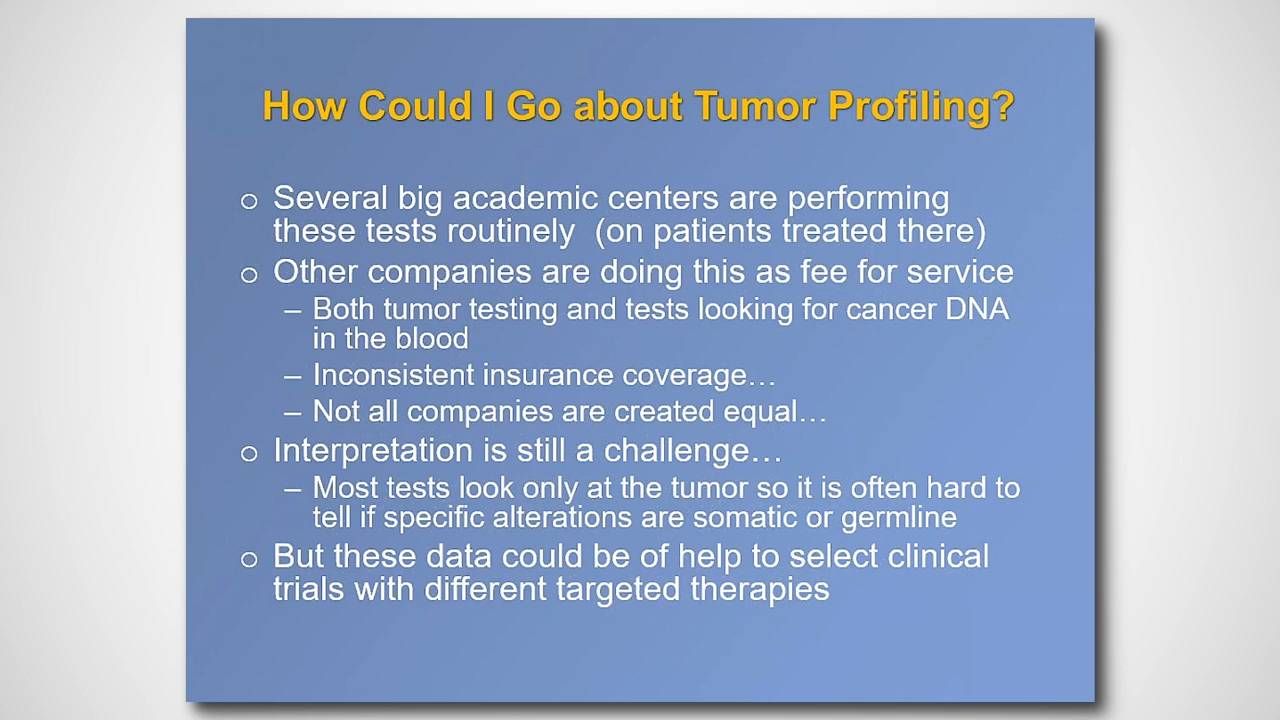 How Could I Go about Tumor Profiling?
o Several big academic centers are performing
these tests routinely (on patients treated there)
o Other companies are doing this as fee for service
– Both tumor testing and tests looking for cancer DNA
in the blood
– Inconsistent insurance coverage…
– Not all companies are created equal…
o Interpretation is still a challenge…
– Most tests look only at the tumor so it is often hard to
tell if specific alterations are somatic or germline
o But these data could be of help to select clinical
trials with different targeted therapies